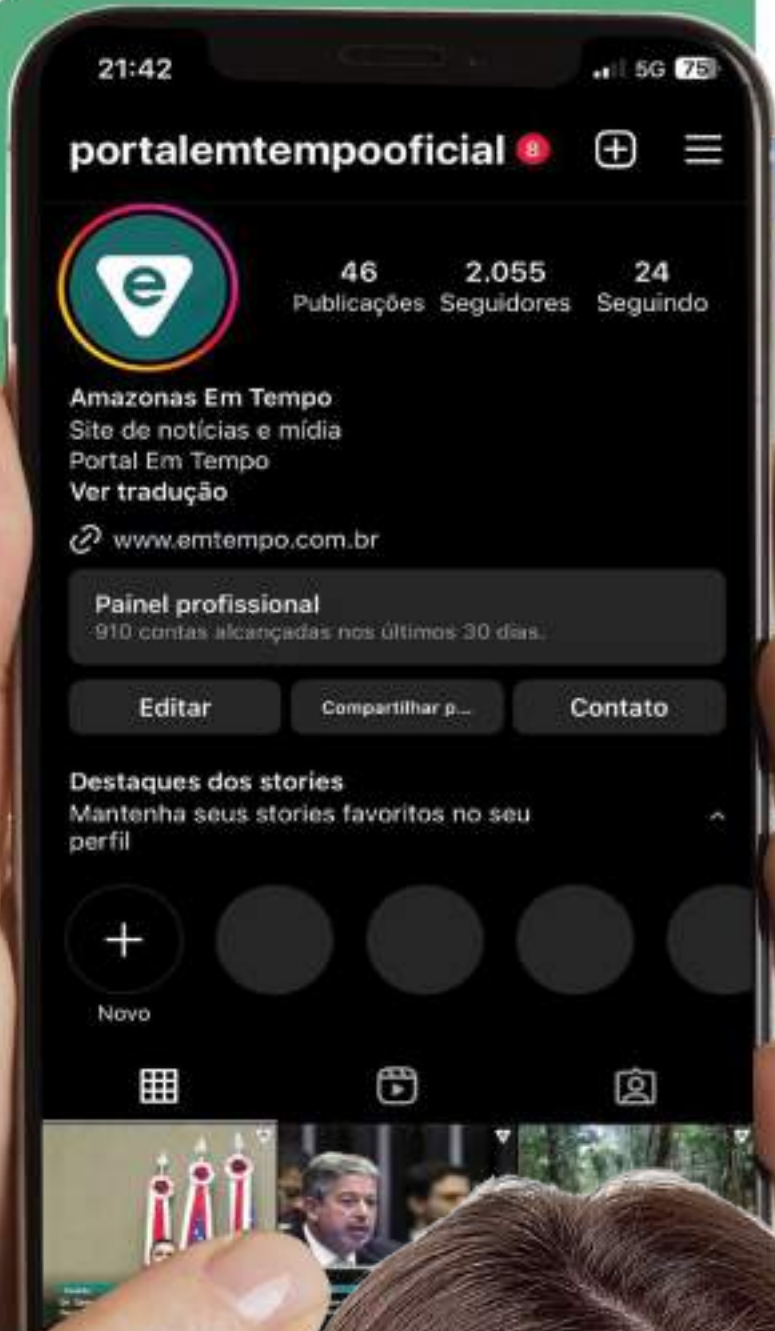 21:42
5G 75
portalemtempooficial 8
e
46 2.055 24
Publicações Seguidores Seguindo
Amazonas Em Tempo
Site de notícias e mídia
Portal Em Tempo
Ver tradução
www.emtempo.com.br
Painel profissional
910 contas alcançadas nos últimos 30 dias.
Editar Compartilhar p... Contato
Destaques dos stories
Mantenha seus stories favoritos no seu
perfil
Novo